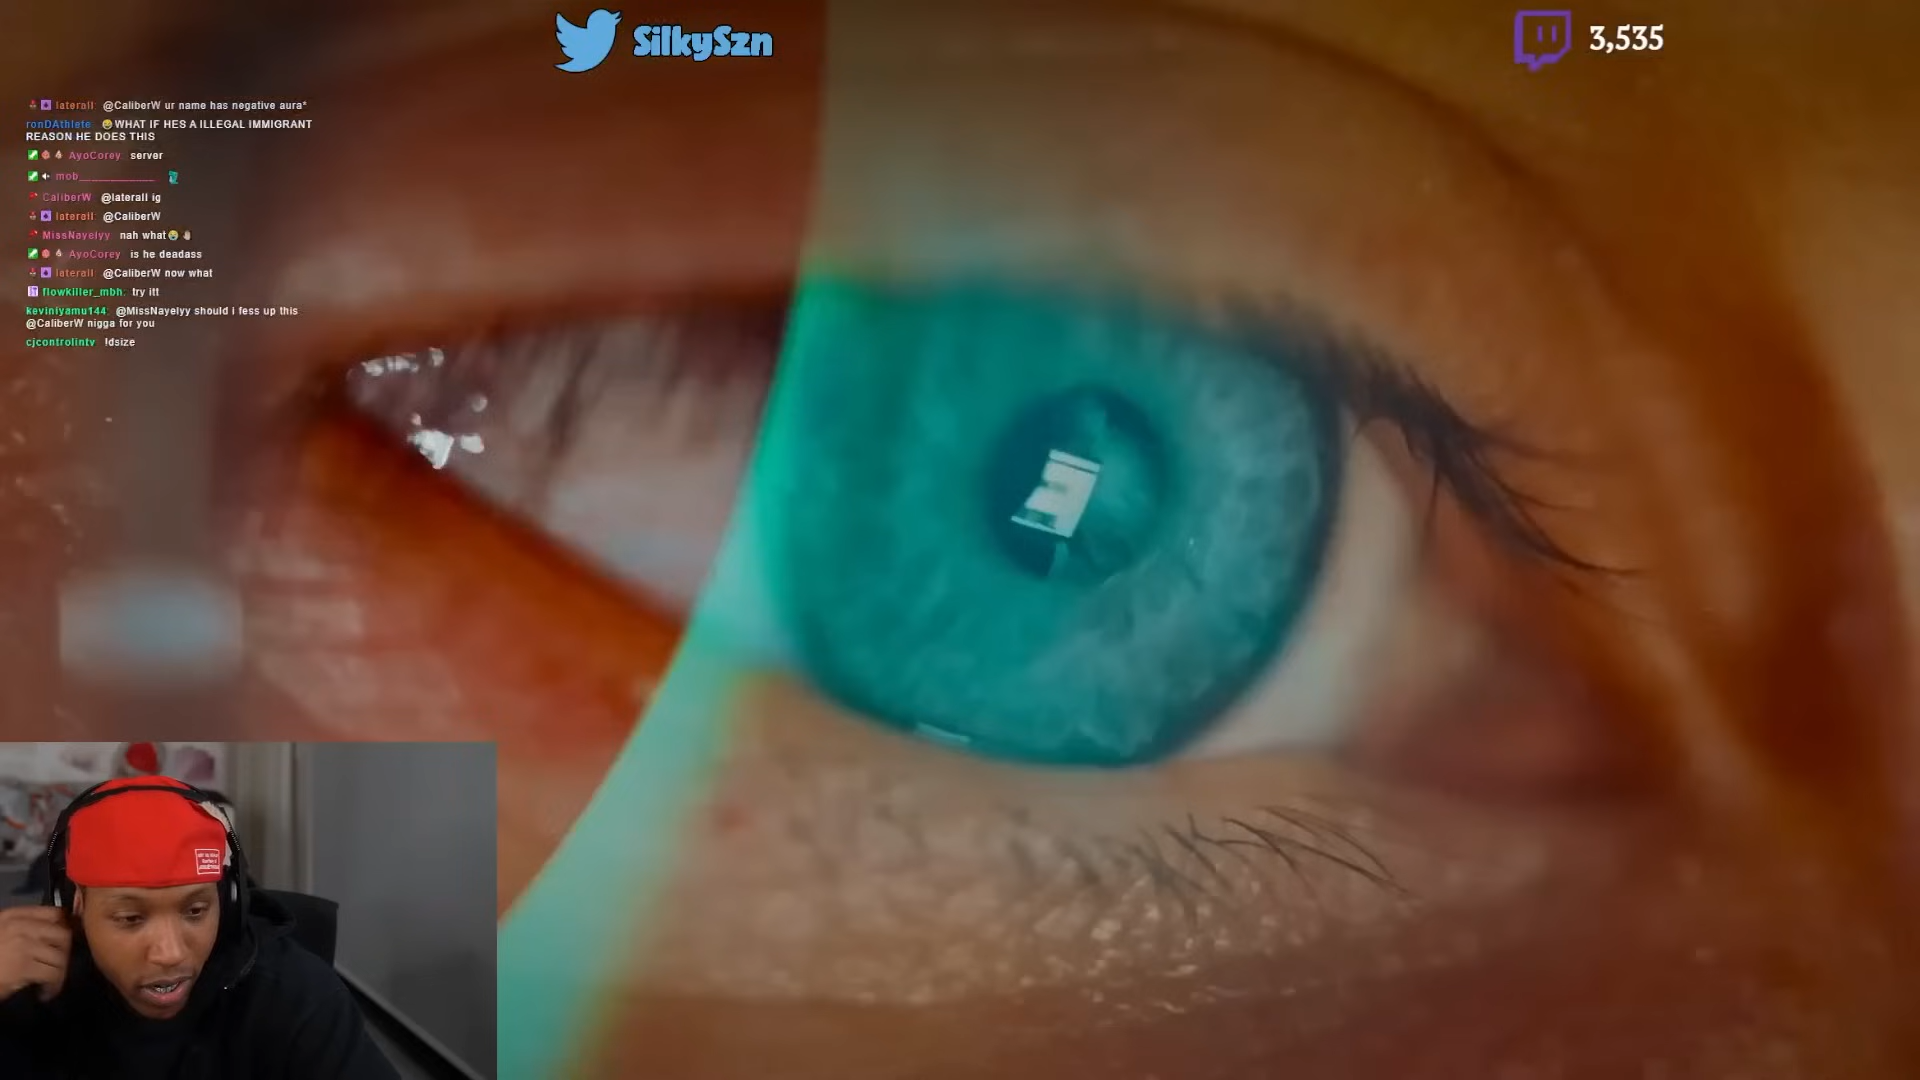 SilkySzn
3,535
laterall: @CaliberW ur name has negative aura*
ronDAthlete: 😂WHAT IF HES A ILLEGAL IMMIGRANT
REASON HE DOES THIS
AyoCorey: server
mob____________:
CaliberW: @laterall ig
laterall: @CaliberW
MissNayelyy: nah what😭🤚
AyoCorey: is he deadass
laterall: @CaliberW now what
flowkiller_mbh: try itt
keviniyamu144: @MissNayelyy should i fess up this
@CaliberW nigga for you
cjcontrolintv: !dsize